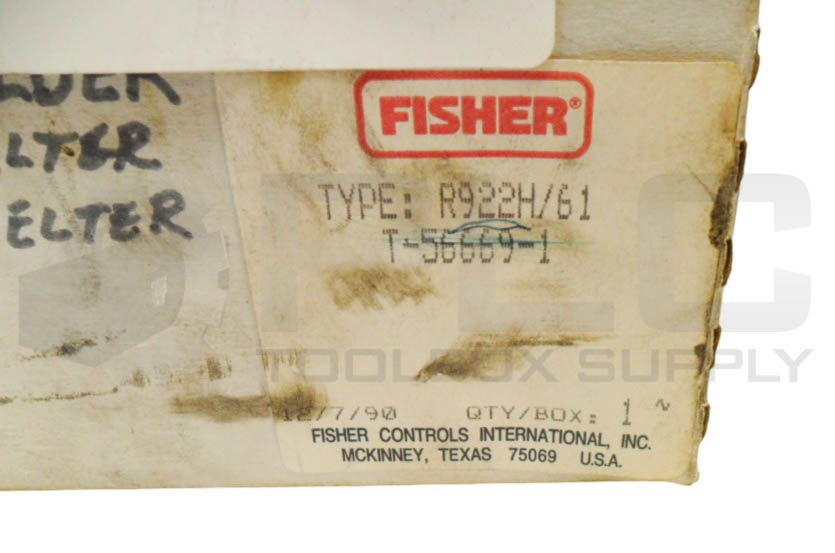 ELTER
FISHER®
TYPE: R922H/61
T-56669-1
12/7/90 QTY/BOX: 1
FISHER CONTROLS INTERNATIONAL, INC.
MCKINNEY, TEXAS 75069 U.S.A.
PLC
TOOLBOX SUPPLY